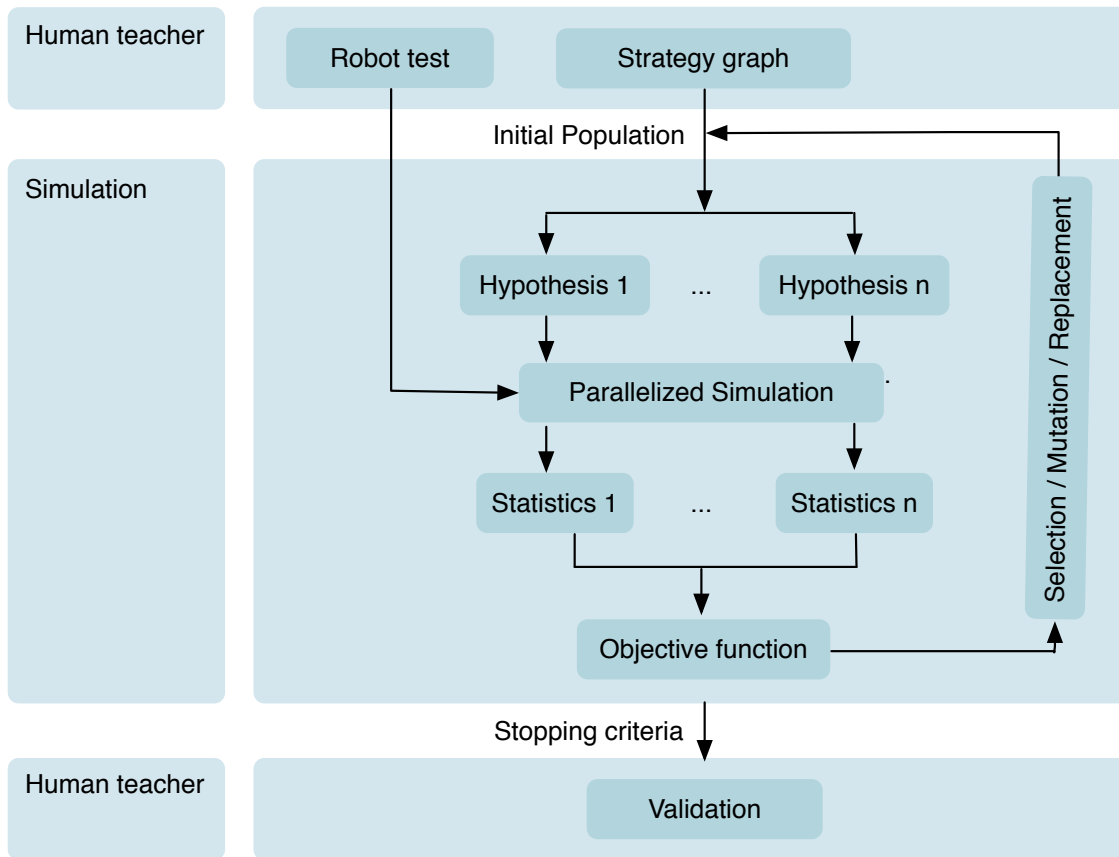 Human teacher
Robot test
Strategy graph
Initial Population
Simulation
Hypothesis 1
...
Hypothesis n
Parallelized Simulation
.
Statistics 1
...
Statistics n
Selection / Mutation / Replacement
Objective function
Stopping criteria
Human teacher
Validation